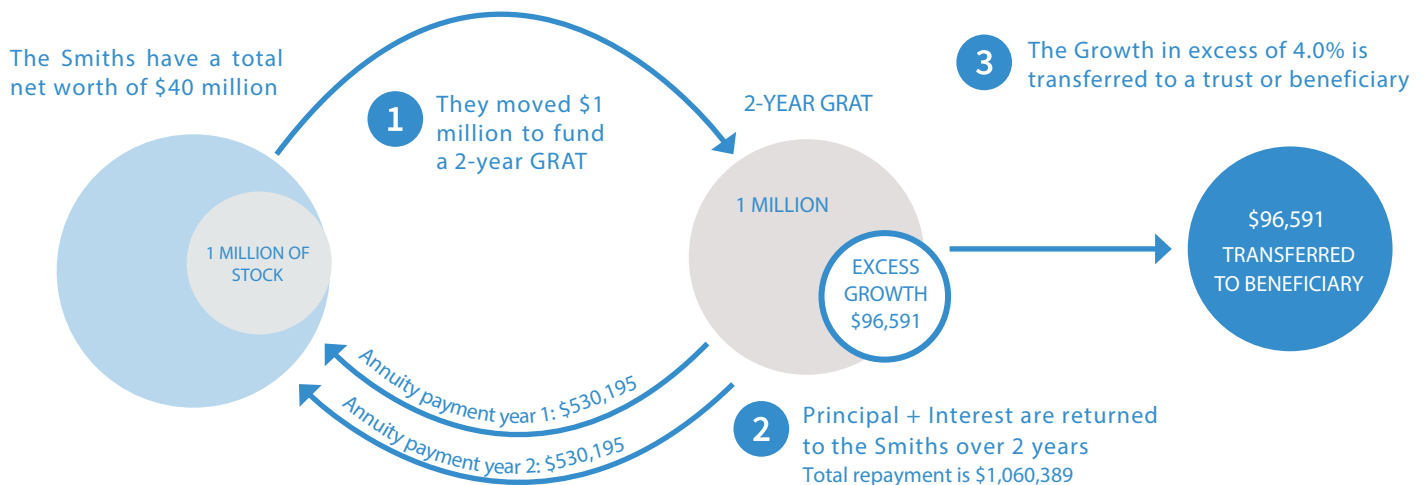 The Smiths have a total
net worth of $40 million
1 MILLION OF
STOCK
1
They moved $1
million to fund
a 2-year GRAT
2-YEAR GRAT
1 MILLION
EXCESS
GROWTH
$96,591
Annuity payment year 1: $530,195
Annuity payment year 2: $530,195
2
Principal + Interest are returned
to the Smiths over 2 years
Total repayment is $1,060,389
3
The Growth in excess of 4.0% is
transferred to a trust or beneficiary
$96,591
TRANSFERRED
TO BENEFICIARY